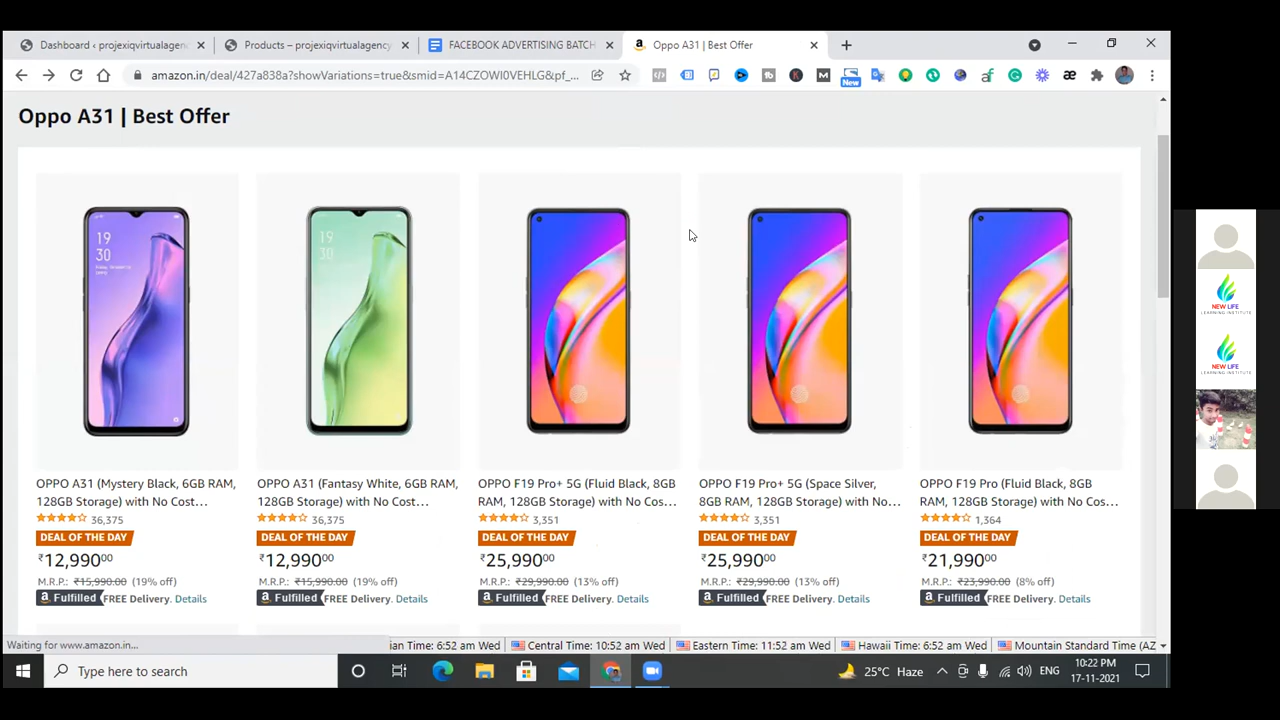 Dashboard ‹ projexiqvirtualagen
Products – projexiqvirtualagency
FACEBOOK ADVERTISING BATCH
Oppo A31 | Best Offer
amazon.in/deal/427a838a?showVariations=true&smid=A14CZOWI0VEHLG&pf_...
New
Oppo A31 | Best Offer
19 30
19 30
OPPO A31 (Mystery Black, 6GB RAM, 128GB Storage) with No Cost…
36,375
DEAL OF THE DAY
₹12,990⁰⁰
M.R.P.: ₹15,990.00 (19% off)
Fulfilled FREE Delivery. Details
OPPO A31 (Fantasy White, 6GB RAM, 128GB Storage) with No Cost…
36,375
DEAL OF THE DAY
₹12,990⁰⁰
M.R.P.: ₹15,990.00 (19% off)
Fulfilled FREE Delivery. Details
OPPO F19 Pro+ 5G (Fluid Black, 8GB RAM, 128GB Storage) with No Cos…
3,351
DEAL OF THE DAY
₹25,990⁰⁰
M.R.P.: ₹29,990.00 (13% off)
Fulfilled FREE Delivery. Details
OPPO F19 Pro+ 5G (Space Silver, 8GB RAM, 128GB Storage) with No…
3,351
DEAL OF THE DAY
₹25,990⁰⁰
M.R.P.: ₹29,990.00 (13% off)
Fulfilled FREE Delivery. Details
OPPO F19 Pro (Fluid Black, 8GB RAM, 128GB Storage) with No Cos…
1,364
DEAL OF THE DAY
₹21,990⁰⁰
M.R.P.: ₹23,990.00 (8% off)
Fulfilled FREE Delivery. Details
Waiting for www.amazon.in...
ian Time: 6:52 am Wed
Central Time: 10:52 am Wed
Eastern Time: 11:52 am Wed
Hawaii Time: 6:52 am Wed
Mountain Standard Time (AZ
Type here to search
25°C Haze
ENG
10:22 PM
17-11-2021
NEW LIFE
LEARNING INSTITUTE
NEW LIFE
LEARNING INSTITUTE